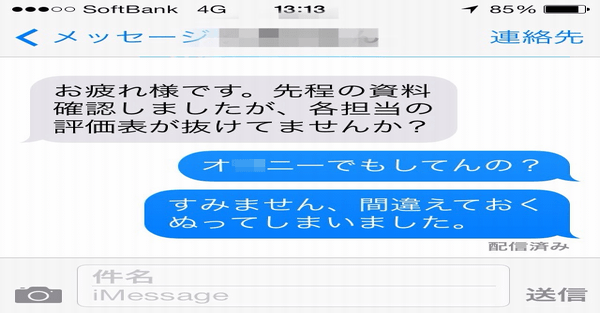 ●●●○○ SoftBank 4G 13:13 85%
メッセージ 連絡先
お疲れ様です。先程の資料
確認しましたが、各担当の
評価表が抜けてませんか?
オ ニーでもしてんの?
すみません、間違えておく
ぬってしまいました。
配信済み
件名
iMessage
送信